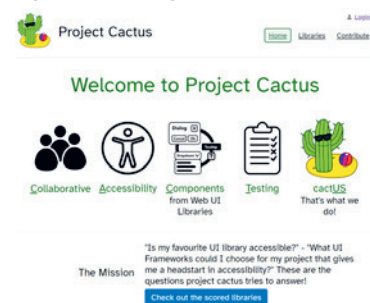 Login
Project Cactus
Home Libraries Contribute
Welcome to Project Cactus
Dialog
Collaborative Accessibility Components Testing cactUS
from Web UI That's what we
Libraries do!
"Is my favourite UI library accessible?" - "What UI
Frameworks could I choose for my project that gives
The Mission me a headstart in accessibility?" These are the
questions project cactus tries to answer!
Check out the scored libraries